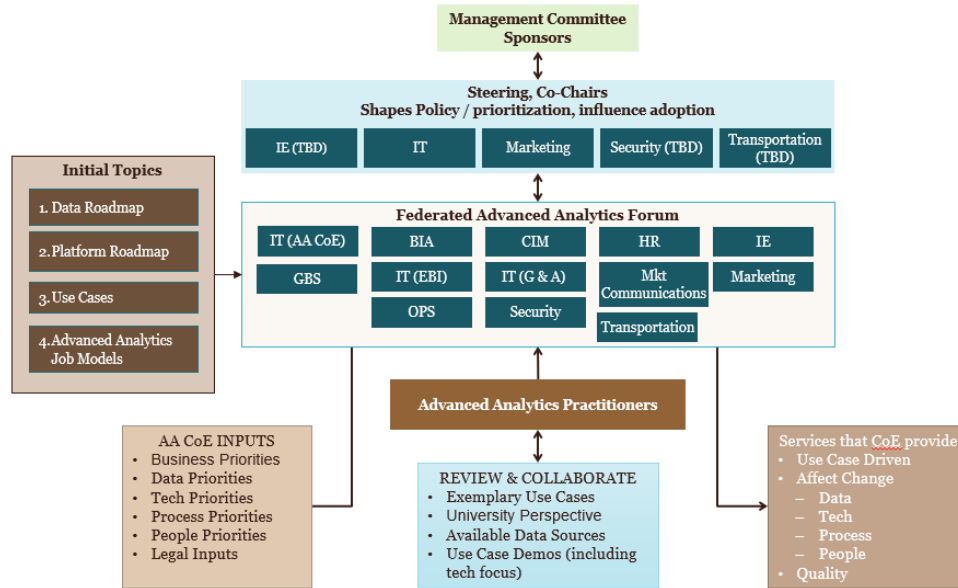 Management Committee
Sponsors
Steering, Co-Chairs
Shapes Policy / prioritization, influence adoption
IE (TBD)
IT
Marketing
Security (TBD)
Transportation
(TBD)
Initial Topics
1. Data Roadmap
2. Platform Roadmap
3. Use Cases
4. Advanced Analytics
Job Models
Federated Advanced Analytics Forum
IT (AA CoE)
BIA
CIM
HR
IE
GBS
IT (EBI)
IT (G & A)
Mkt
Communications
Marketing
OPS
Security
Transportation
Advanced Analytics Practitioners
AA CoE INPUTS
• Business Priorities
• Data Priorities
• Tech Priorities
• Process Priorities
• People Priorities
• Legal Inputs
REVIEW & COLLABORATE
• Exemplary Use Cases
• University Perspective
• Available Data Sources
• Use Case Demos (including
tech focus)
Services that CoE provide
• Use Case Driven
• Affect Change
– Data
– Tech
– Process
– People
• Quality